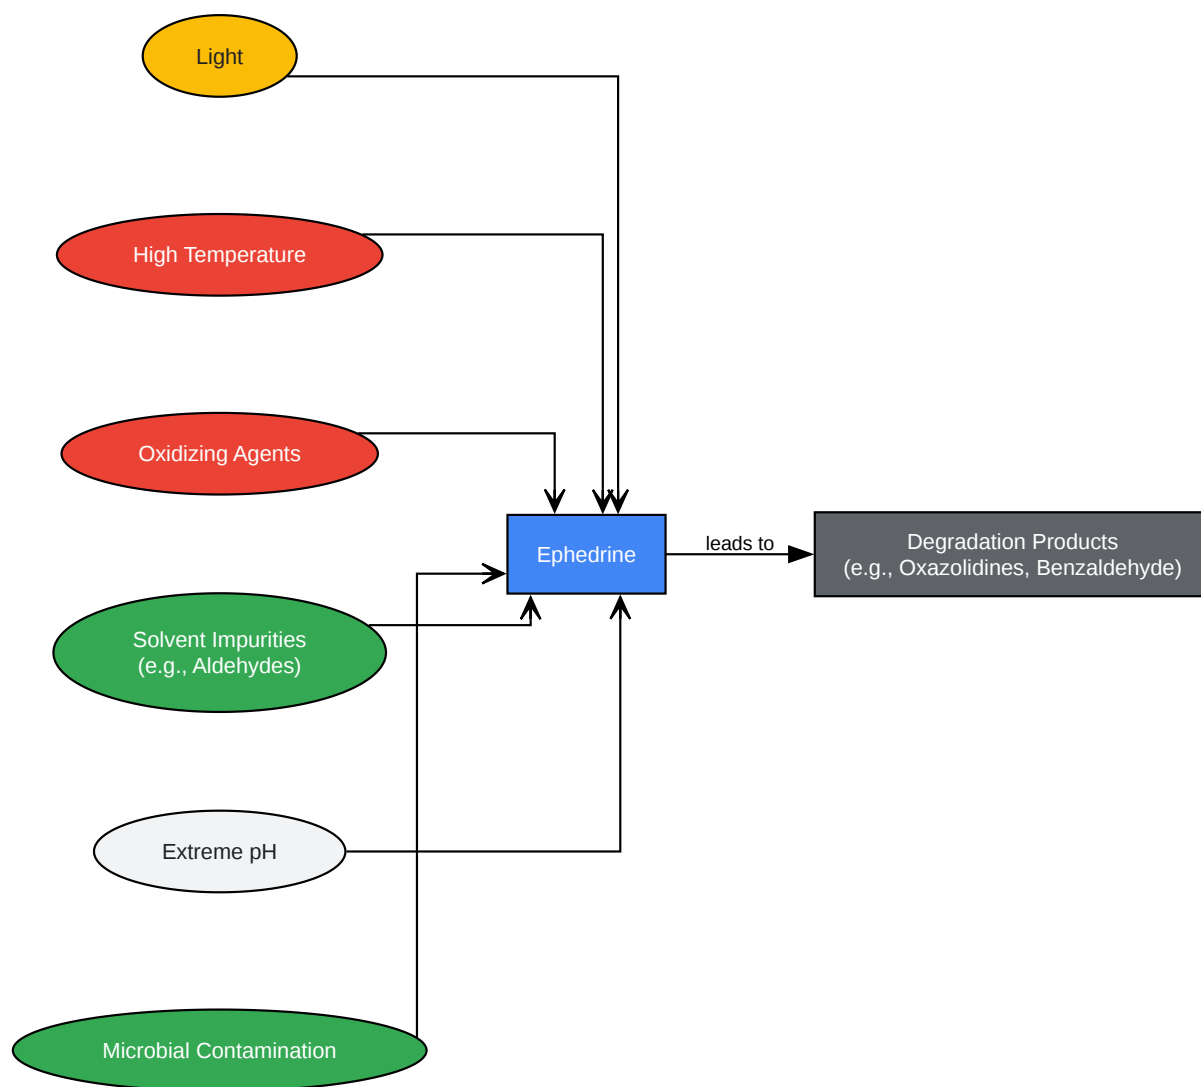 Light
High Temperature
Oxidizing Agents
Ephedrine
leads to
Degradation Products
(e.g., Oxazolidines, Benzaldehyde)
Solvent Impurities
(e.g., Aldehydes)
Extreme pH
Microbial Contamination